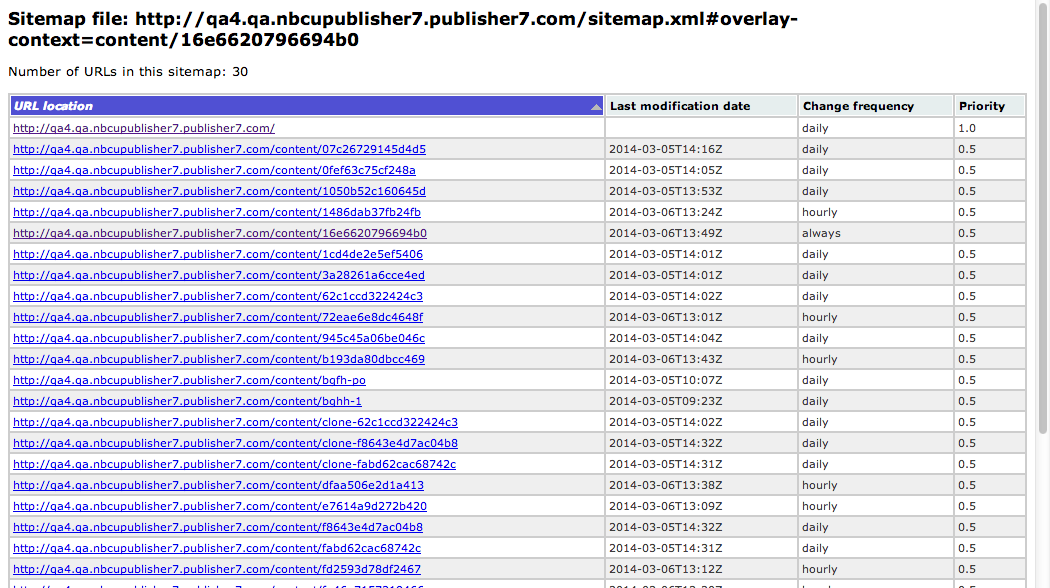 Sitemap file: http://qa4.qa.nbcupublisher7.publisher7.com/sitemap.xml#overlay-
context=content/16e6620796694b0
Number of URLs in this sitemap: 30
URL location Last modification date Change frequency Priority
http://qa4.qa.nbcupublisher7.publisher7.com/ daily 1.0
http://qa4.qa.nbcupublisher7.publisher7.com/content/07c26729145d4d5 2014-03-05T14:16Z daily 0.5
http://qa4.qa.nbcupublisher7.publisher7.com/content/0fef63c75cf248a 2014-03-05T14:05Z daily 0.5
http://qa4.qa.nbcupublisher7.publisher7.com/content/1050b52c160645d 2014-03-05T13:53Z daily 0.5
http://qa4.qa.nbcupublisher7.publisher7.com/content/1486dab37fb24fb 2014-03-06T13:24Z hourly 0.5
http://qa4.qa.nbcupublisher7.publisher7.com/content/16e6620796694b0 2014-03-06T13:49Z always 0.5
http://qa4.qa.nbcupublisher7.publisher7.com/content/1cd4de2e5ef5406 2014-03-05T14:01Z daily 0.5
http://qa4.qa.nbcupublisher7.publisher7.com/content/3a28261a6cce4ed 2014-03-05T14:01Z daily 0.5
http://qa4.qa.nbcupublisher7.publisher7.com/content/62c1ccd322424c3 2014-03-05T14:02Z daily 0.5
http://qa4.qa.nbcupublisher7.publisher7.com/content/72eae6e8dc4648f 2014-03-06T13:01Z hourly 0.5
http://qa4.qa.nbcupublisher7.publisher7.com/content/945c45a06be046c 2014-03-05T14:04Z daily 0.5
http://qa4.qa.nbcupublisher7.publisher7.com/content/b193da80dbcc469 2014-03-06T13:43Z hourly 0.5
http://qa4.qa.nbcupublisher7.publisher7.com/content/bgfh-po 2014-03-05T10:07Z daily 0.5
http://qa4.qa.nbcupublisher7.publisher7.com/content/bghh-1 2014-03-05T09:23Z daily 0.5
http://qa4.qa.nbcupublisher7.publisher7.com/content/clone-62c1ccd322424c3 2014-03-05T14:02Z daily 0.5
http://qa4.qa.nbcupublisher7.publisher7.com/content/clone-f8643e4d7ac04b8 2014-03-05T14:32Z daily 0.5
http://qa4.qa.nbcupublisher7.publisher7.com/content/clone-fabd62cac68742c 2014-03-05T14:31Z daily 0.5
http://qa4.qa.nbcupublisher7.publisher7.com/content/dfaa506e2d1a413 2014-03-06T13:38Z hourly 0.5
http://qa4.qa.nbcupublisher7.publisher7.com/content/e7614a9d272b420 2014-03-06T13:09Z hourly 0.5
http://qa4.qa.nbcupublisher7.publisher7.com/content/f8643e4d7ac04b8 2014-03-05T14:32Z daily 0.5
http://qa4.qa.nbcupublisher7.publisher7.com/content/fabd62cac68742c 2014-03-05T14:31Z daily 0.5
http://qa4.qa.nbcupublisher7.publisher7.com/content/fd2593d78df2467 2014-03-06T13:12Z hourly 0.5